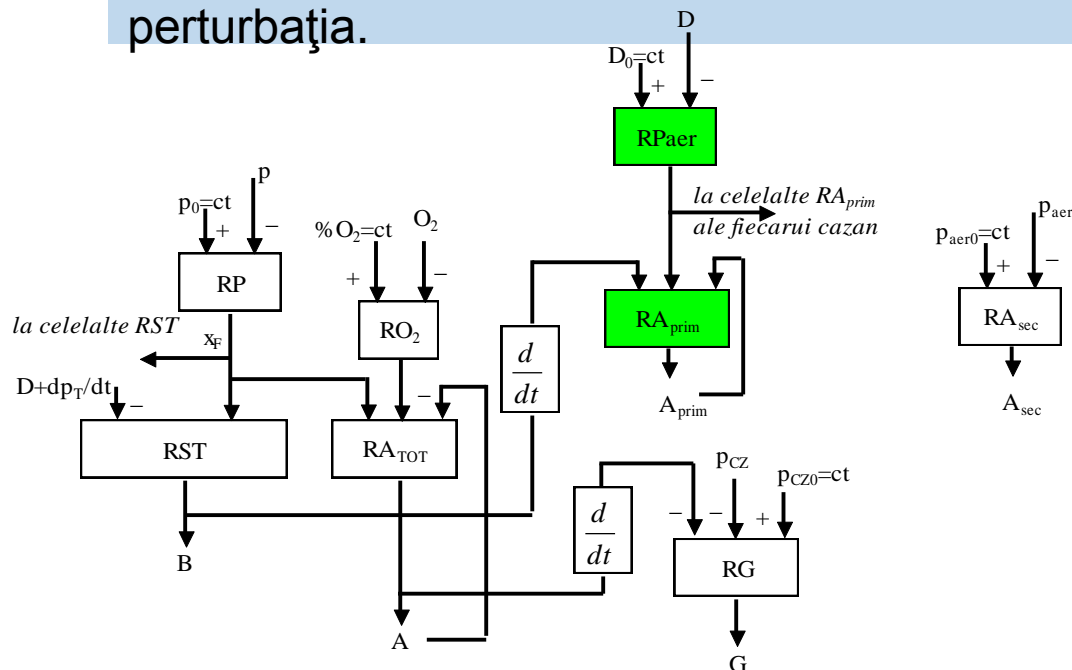 perturbaţia.
D
D₀=ct
+
−
RPaer
la celelalte RAprim
ale fiecarui cazan
p
p₀=ct
+
−
RP
%O₂=ct
O₂
+
−
RO₂
RAprim
Aprim
paer
paer0=ct
+
−
RAsec
Asec
la celelalte RST
xF
D+dpT/dt
−
RST
B
−
RATOT
A
d
dt
d
dt
pCZ
pCZ0=ct
−
−
+
RG
G